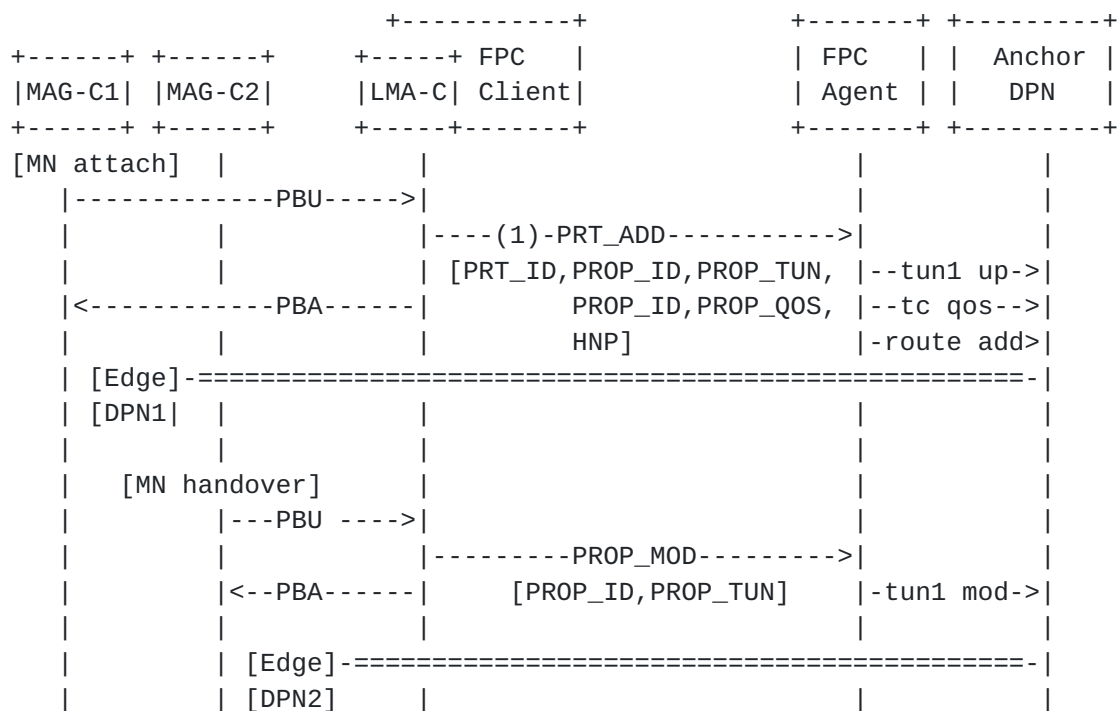 +-----------+             +-------+ +---------+
+------+ +------+     +-----+ FPC   |             | FPC   | |  Anchor |
|MAG-C1| |MAG-C2|     |LMA-C| Client|             | Agent | |   DPN   |
+------+ +------+     +-----+-------+             +-------+ +---------+
[MN attach]  |            |                           |           |
   |-------------PBU----->|                           |           |
   |         |            |----(1)-PRT_ADD----------->|           |
   |         |            | [PRT_ID,PROP_ID,PROP_TUN, |--tun1 up->|
   |<------------PBA------|         PROP_ID,PROP_QOS, |--tc qos-->|
   |         |            |         HNP]              |-route add>|
   | [Edge]-=====================================================-|
   | [DPN1|  |            |                           |           |
   |         |            |                           |           |
   |   [MN handover]      |                           |           |
   |         |---PBU ---->|                           |           |
   |         |            |---------PROP_MOD--------->|           |
   |         |<--PBA------|     [PROP_ID,PROP_TUN]    |-tun1 mod->|
   |         |            |                           |           |
   |         | [Edge]-===========================================-|
   |         | [DPN2]     |                           |           |